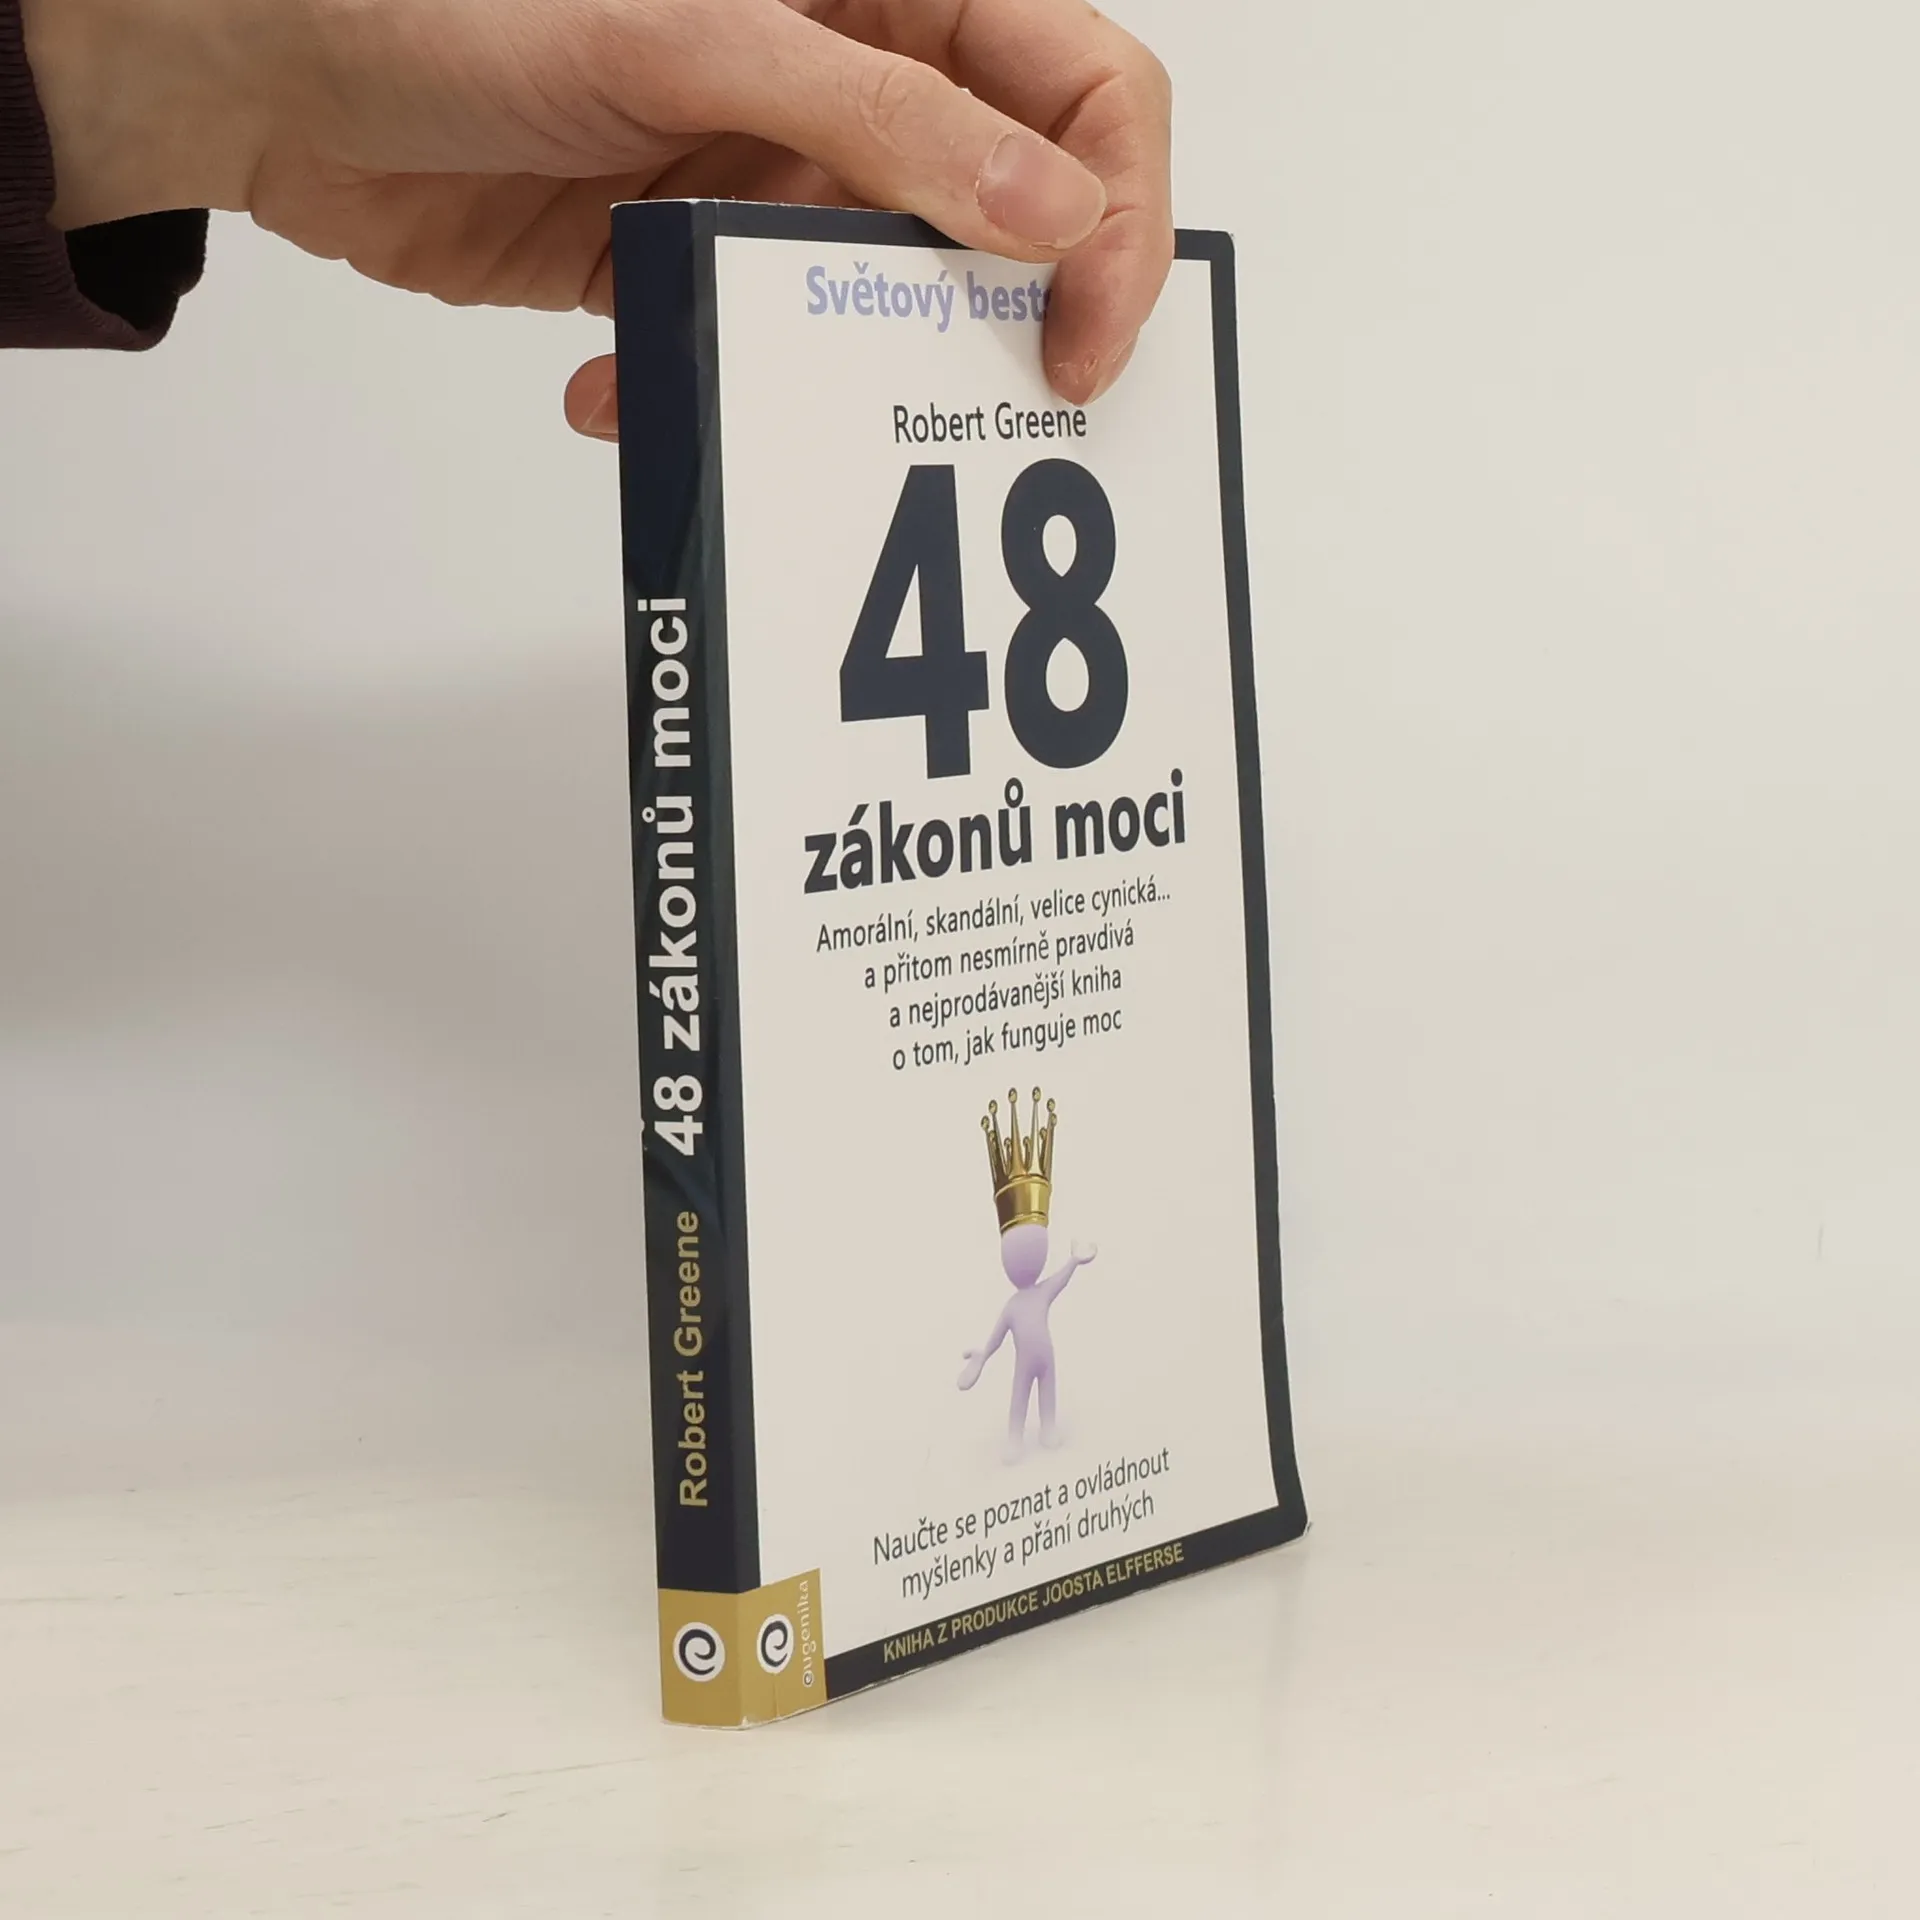 Světový
Robert Greene
48
zákonů moci
Amorální, skandální, velice cynická...
a přitom nesmírně pravdivá
a nejprodávanější kniha
o tom, jak funguje moc
Naučte se poznat a ovládnout
myšlenky a přání druhých
KNIHA Z PRODUKCE JOOSTA ELFFERSE
eugenika
Robert Greene 48 zákonů moci